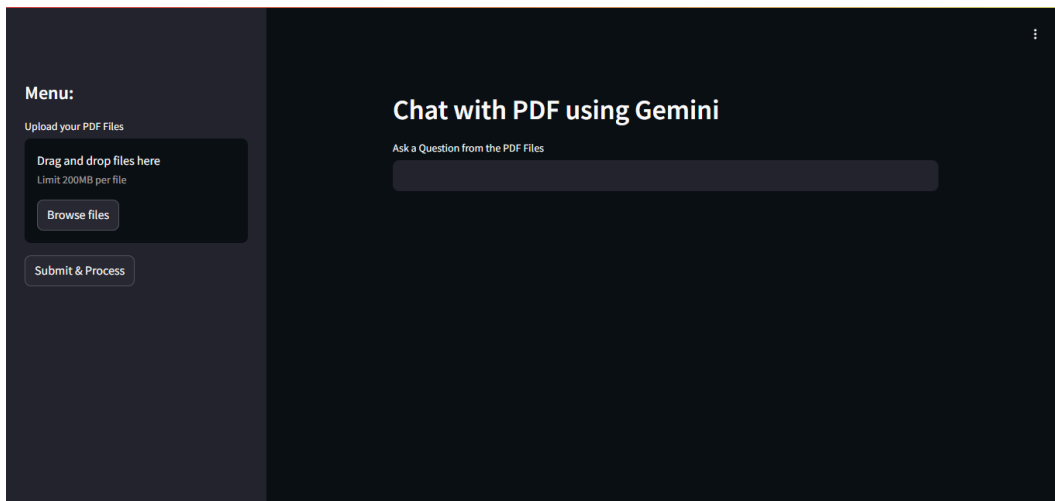 Menu:
Upload your PDF Files
Drag and drop files here
Limit 200MB per file
Browse files
Submit & Process
Chat with PDF using Gemini
Ask a Question from the PDF Files